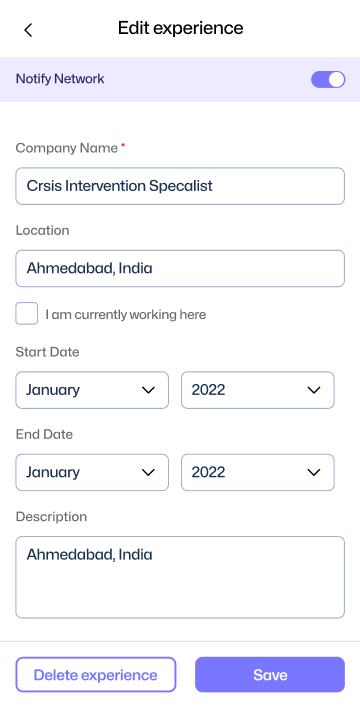 Edit experience
Notify Network
Company Name *
Crsis Intervention Specalist
Location
Ahmedabad, India
I am currently working here
Start Date
January 2022
End Date
January 2022
Description
Ahmedabad, India
Delete experience Save